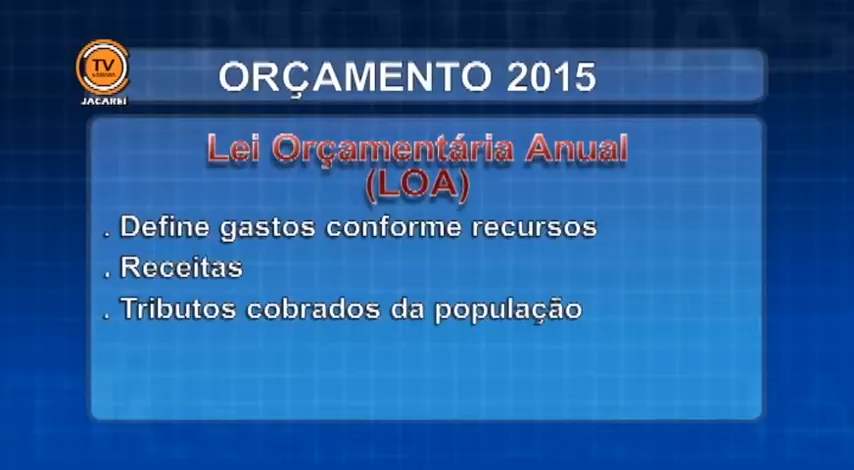 TV
JACAREÍ
ORÇAMENTO 2015
Lei Orçamentária Anual
(LOA)
. Define gastos conforme recursos
. Receitas
. Tributos cobrados da população